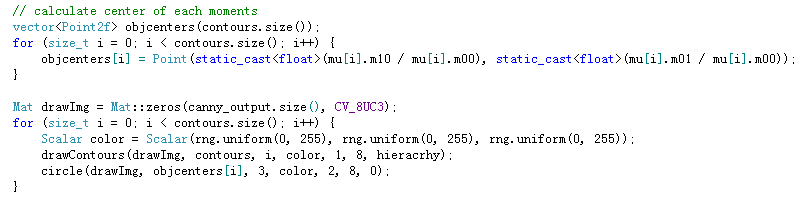 // calculate center of each moments
vector<Point2f> objcenters(contours.size());
for (size_t i = 0; i < contours.size(); i++) {
    objcenters[i] = Point(static_cast<float>(mu[i].m10 / mu[i].m00), static_cast<float>(mu[i].m01 / mu[i].m00));
}

Mat drawImg = Mat::zeros(canny_output.size(), CV_8UC3);
for (size_t i = 0; i < contours.size(); i++) {
    Scalar color = Scalar(rng.uniform(0, 255), rng.uniform(0, 255), rng.uniform(0, 255));
    drawContours(drawImg, contours, i, color, 1, 8, hieracrhy);
    circle(drawImg, objcenters[i], 3, color, 2, 8, 0);
}